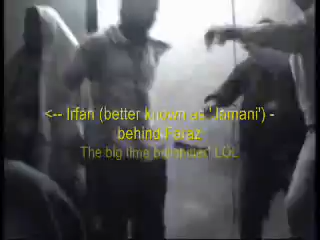 <-- Irfan (better known as ' Iamani') -
behind Faraz
The big time LOL